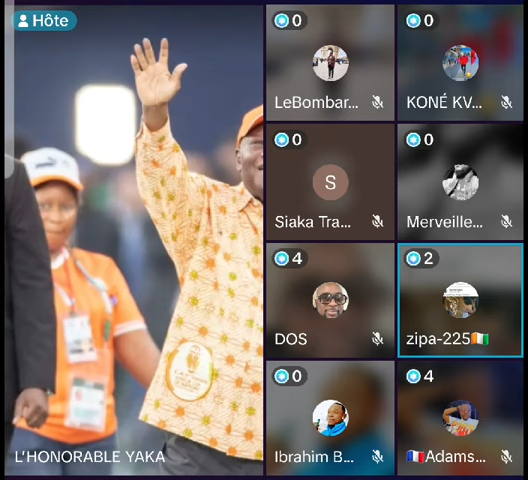 Hôte
L'HONORABLE YAKA
0
LeBombar...
0
KONÉ KV...
0
S
Siaka Tra...
0
Merveille...
4
DOS
2
zipa-225🇨🇮
0
Ibrahim B...
4
🇫🇷Adams...